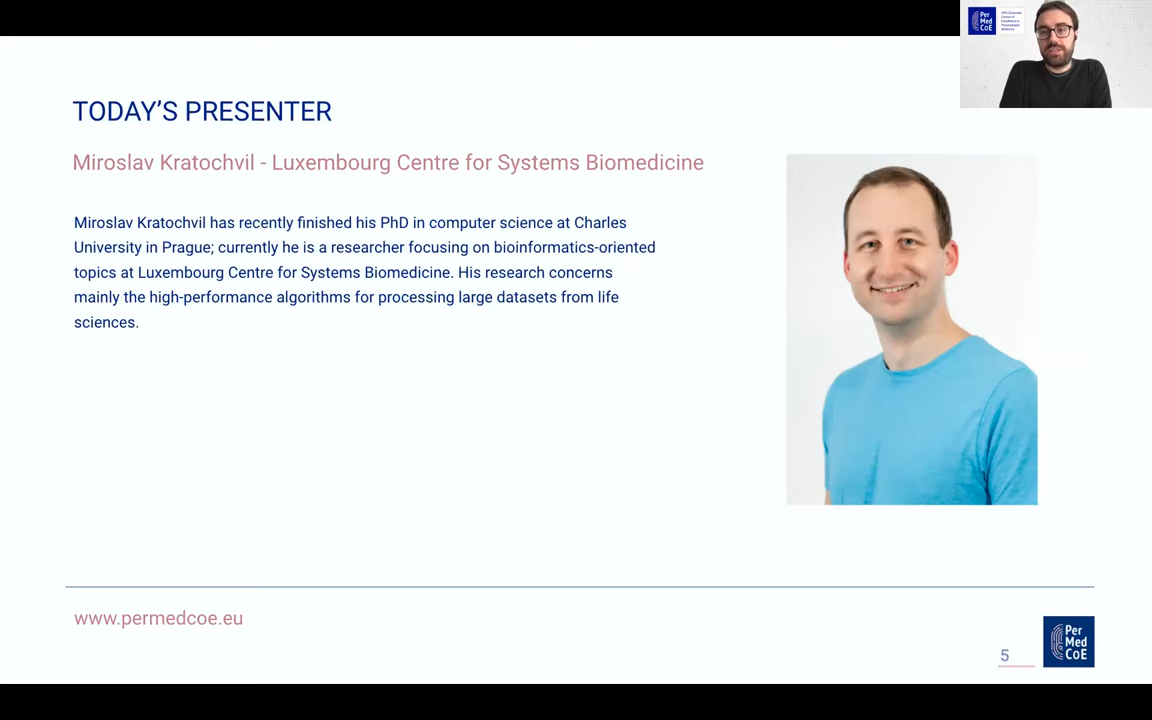 Per
Med
CoE
TODAY’S PRESENTER
Miroslav Kratochvil - Luxembourg Centre for Systems Biomedicine
Miroslav Kratochvil has recently finished his PhD in computer science at Charles
University in Prague; currently he is a researcher focusing on bioinformatics-oriented
topics at Luxembourg Centre for Systems Biomedicine. His research concerns
mainly the high-performance algorithms for processing large datasets from life
sciences.
www.permedcoe.eu
5
Per
Med
CoE